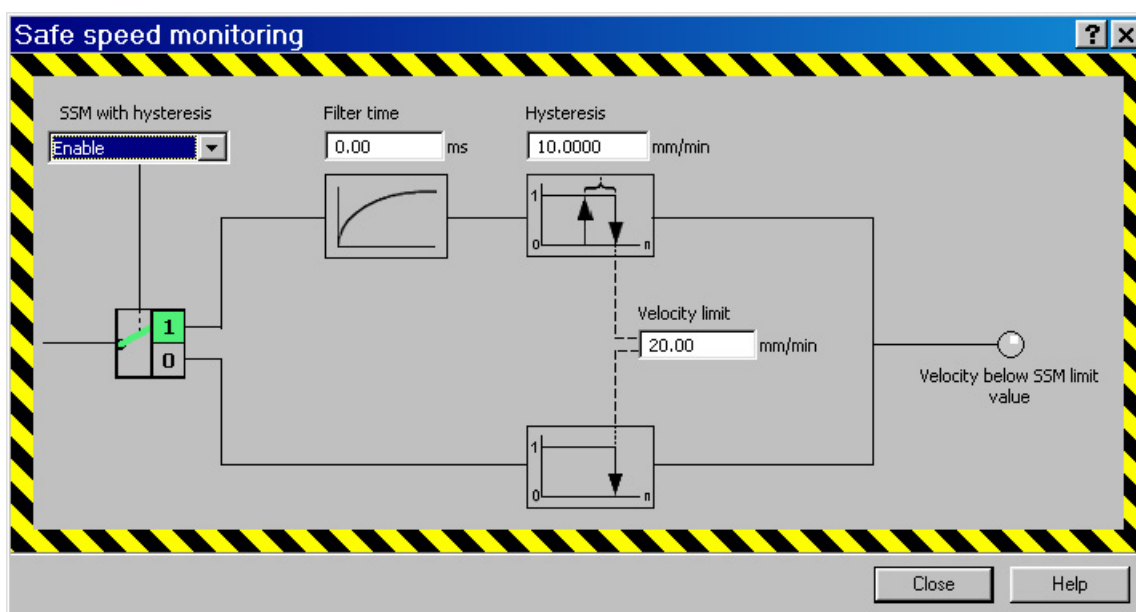 Safe speed monitoring
? ×
SSM with hysteresis
Enable
Filter time
0.00 ms
Hysteresis
10.0000 mm/min
1
0 n
1
0
Velocity limit
20.00 mm/min
Velocity below SSM limit
value
1
0 n
Close Help